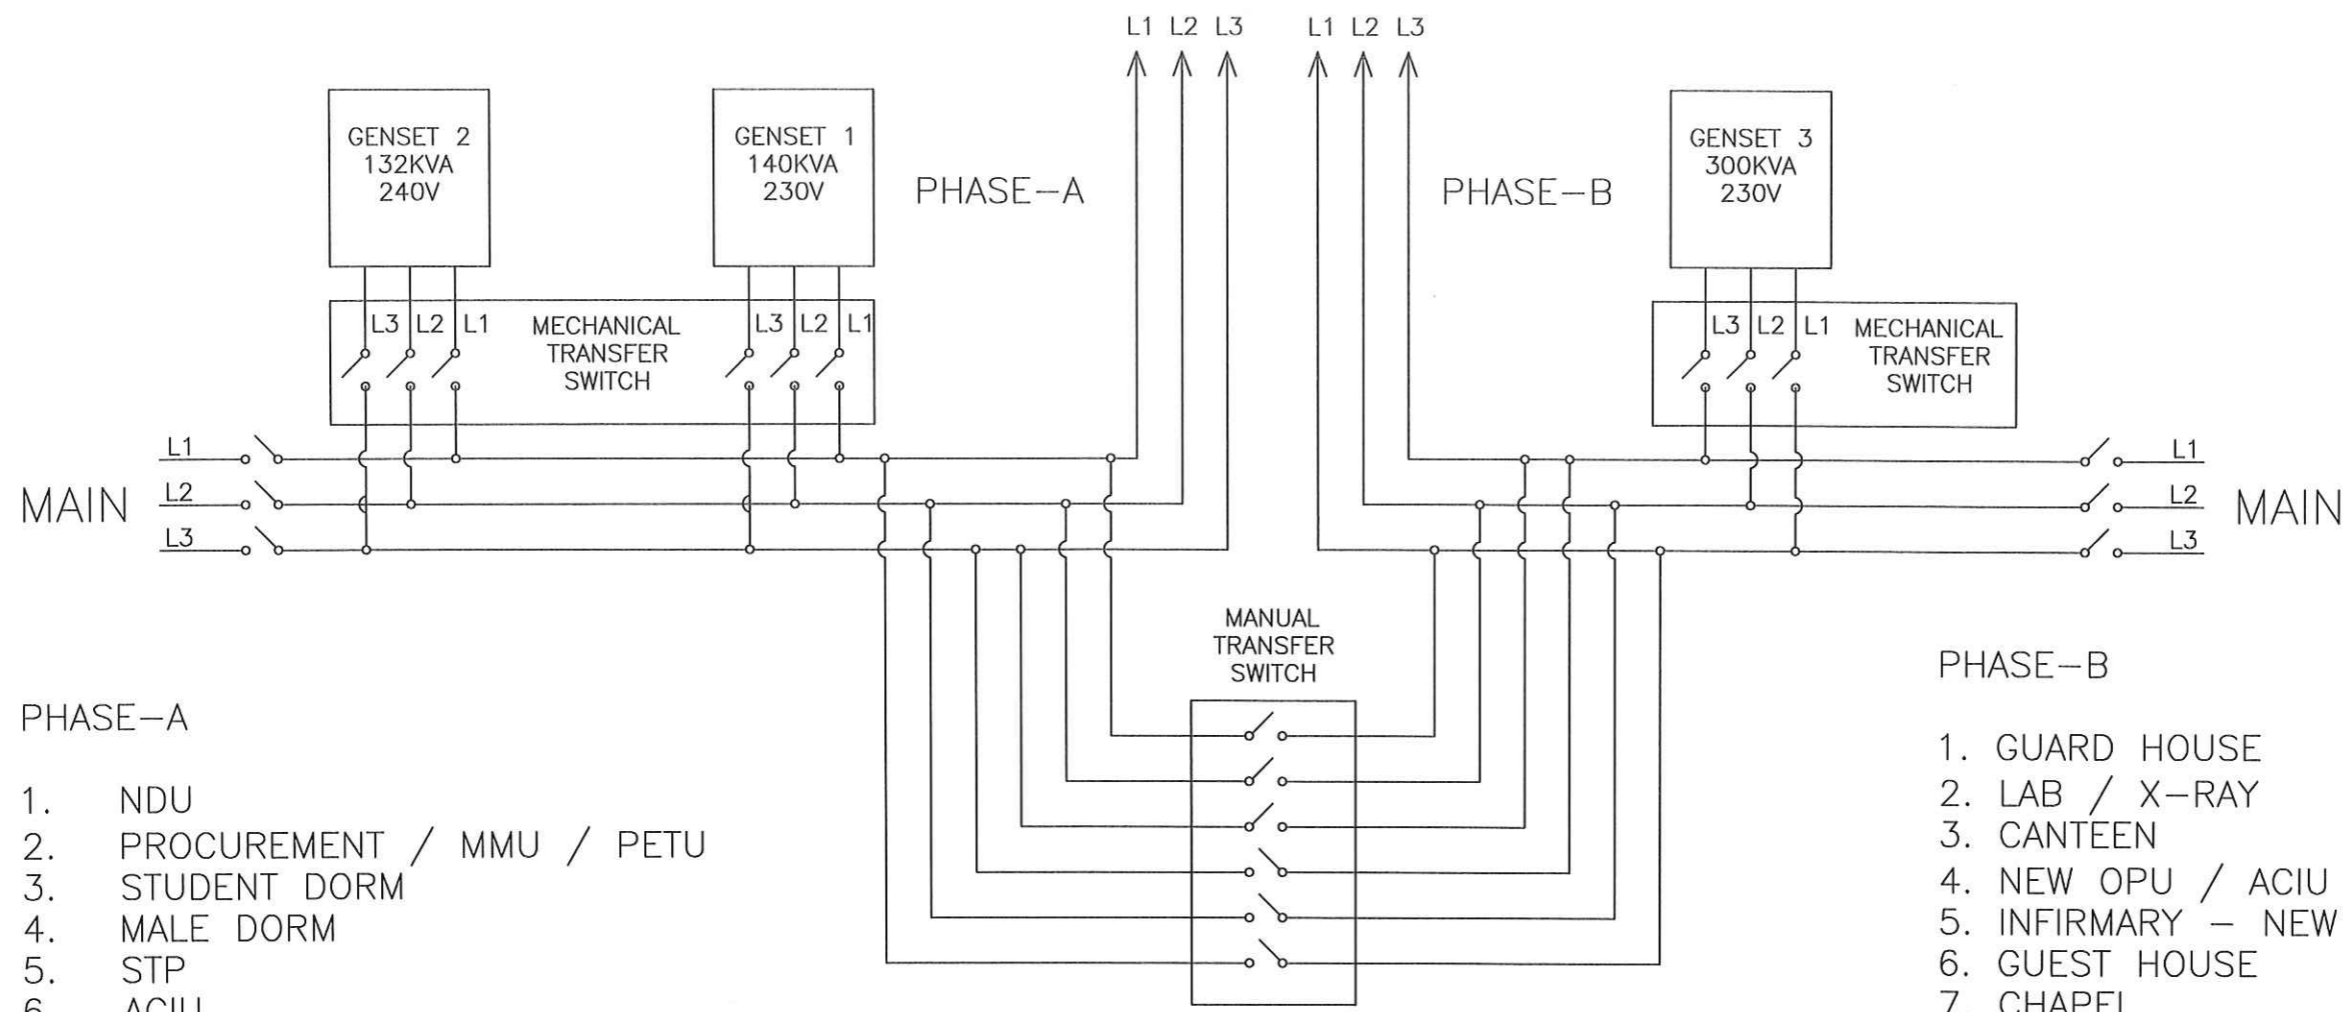 L1 L2 L3
L1 L2 L3
GENSET 2
132KVA
240V
GENSET 1
140KVA
230V
PHASE-A
PHASE-B
GENSET 3
300KVA
230V
L3 L2 L1
MECHANICAL
TRANSFER
SWITCH
L3 L2 L1
L3 L2 L1
MECHANICAL
TRANSFER
SWITCH
MAIN
L1
L2
L3
L1
L2
L3
MAIN
MANUAL
TRANSFER
SWITCH
PHASE-A
1. NDU
2. PROCUREMENT / MMU / PETU
3. STUDENT DORM
4. MALE DORM
5. STP
6. ACIU
PHASE-B
1. GUARD HOUSE
2. LAB / X-RAY
3. CANTEEN
4. NEW OPU / ACIU
5. INFIRMARY - NEW
6. GUEST HOUSE
7. CHAPEL